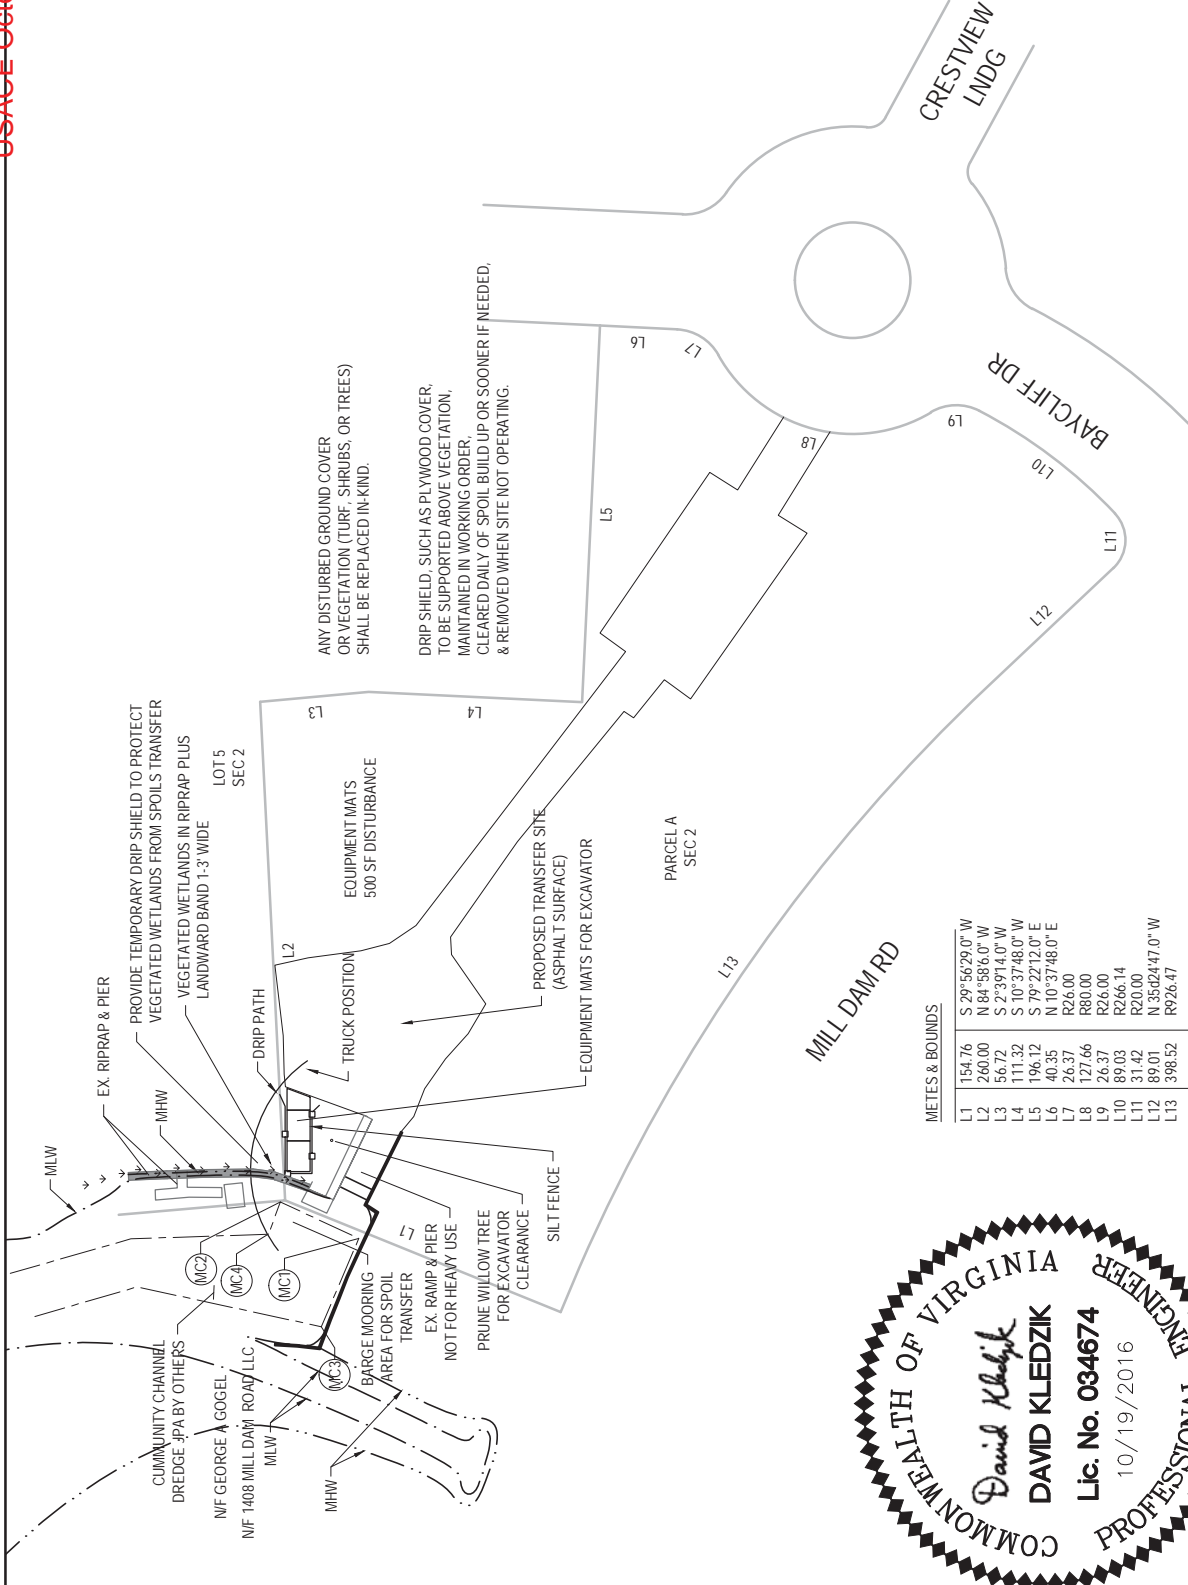 CRESTVIEW
LNDG
BAYCLIFF DR
MILL DAM RD
ANY DISTURBED GROUND COVER
OR VEGETATION (TURF, SHRUBS, OR TREES)
SHALL BE REPLACED IN-KIND.
DRIP SHIELD, SUCH AS PLYWOOD COVER,
TO BE SUPPORTED ABOVE VEGETATION,
MAINTAINED IN WORKING ORDER,
CLEARED DAILY OF SPOIL BUILD UP OR SOONER IF NEEDED,
& REMOVED WHEN SITE NOT OPERATING.
EX. RIPRAP & PIER
PROVIDE TEMPORARY DRIP SHIELD TO PROTECT
VEGETATED WETLANDS FROM SPOILS TRANSFER
VEGETATED WETLANDS IN RIPRAP PLUS
LANDWARD BAND 1-3' WIDE
LOT 5
SEC 2
EQUIPMENT MATS
500 SF DISTURBANCE
DRIP PATH
TRUCK POSITION
PROPOSED TRANSFER SITE
(ASPHALT SURFACE)
EQUIPMENT MATS FOR EXCAVATOR
PARCEL A
SEC 2
MLW
MHW
MC2
MC4
MC1
MC3
CUMMUNITY CHANNEL
DREDGE JPA BY OTHERS
N/F GEORGE A GOGEL
N/F 1408 MILL DAM ROAD LLC
MLW
MHW
BARGE MOORING
AREA FOR SPOIL
TRANSFER
EX. RAMP & PIER
NOT FOR HEAVY USE
PRUNE WILLOW TREE
FOR EXCAVATOR
CLEARANCE
SILT FENCE
L1
L2
L3
L4
L5
L6
L7
L8
L9
L10
L11
L12
L13
METES & BOUNDS
L1 154.76 S 29°56'29.0" W
L2 260.00 N 84°58'6.0" W
L3 56.72 S 2°39'14.0" W
L4 111.32 S 10°37'48.0" W
L5 196.12 S 79°22'12.0" E
L6 40.35 N 10°37'48.0" E
L7 26.37 R26.00
L8 127.66 R80.00
L9 26.37 R26.00
L10 89.03 R266.14
L11 31.42 R20.00
L12 89.01 N 35d24'47.0" W
L13 398.52 R926.47
COMMONWEALTH OF VIRGINIA
David Kledzik
DAVID KLEDZIK
Lic. No. 034674
10/19/2016
PROFESSIONAL ENGINEER